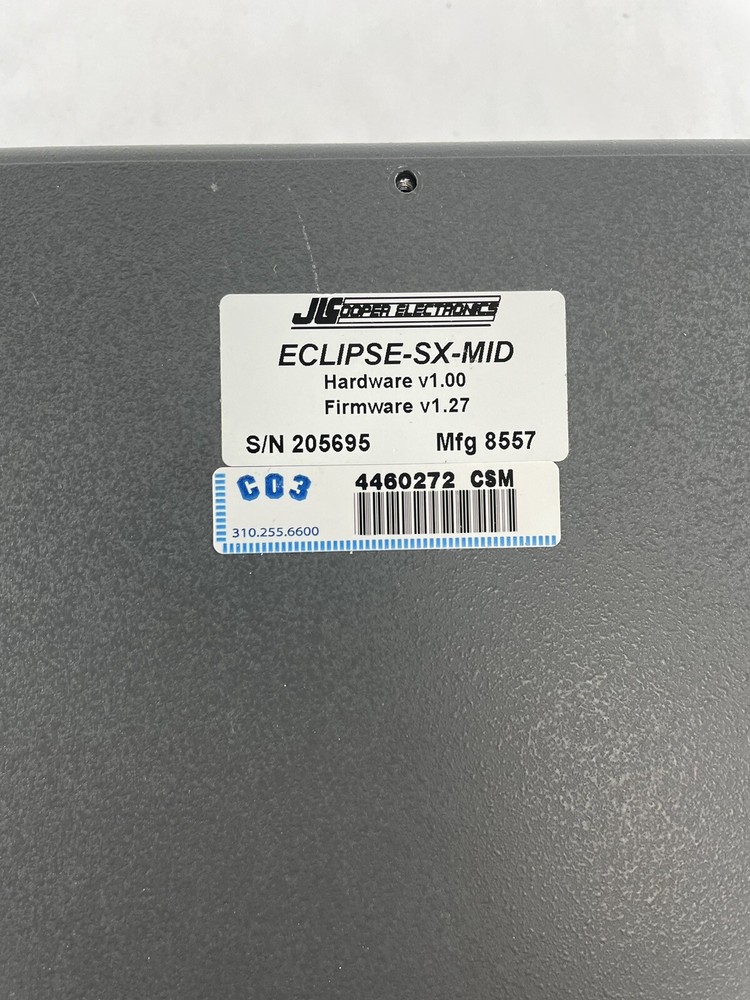 JLCOOPER ELECTRONICS
ECLIPSE-SX-MID
Hardware v1.00
Firmware v1.27
S/N 205695 Mfg 8557
C03 4460272 CSM
310.255.6600